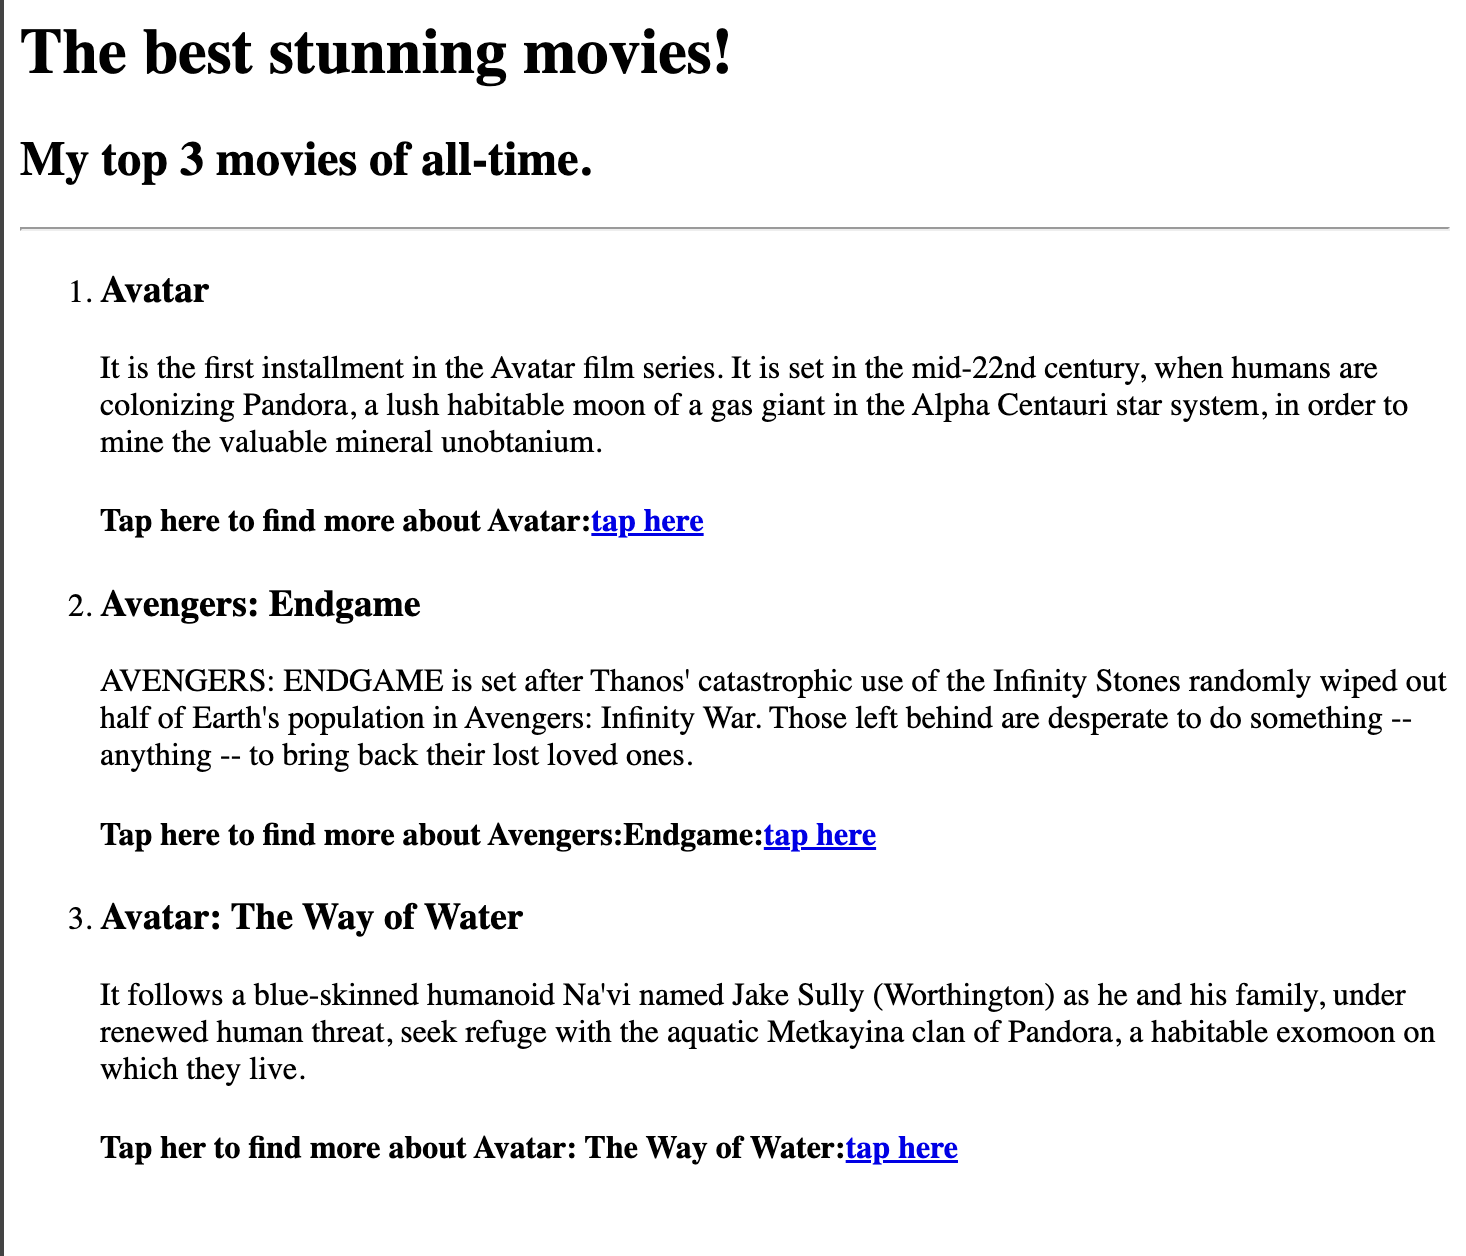 The best stunning movies!
My top 3 movies of all-time.
1. Avatar
It is the first installment in the Avatar film series. It is set in the mid-22nd century, when humans are
colonizing Pandora, a lush habitable moon of a gas giant in the Alpha Centauri star system, in order to
mine the valuable mineral unobtanium.
Tap here to find more about Avatar:tap here
2. Avengers: Endgame
AVENGERS: ENDGAME is set after Thanos' catastrophic use of the Infinity Stones randomly wiped out
half of Earth's population in Avengers: Infinity War. Those left behind are desperate to do something --
anything -- to bring back their lost loved ones.
Tap here to find more about Avengers:Endgame:tap here
3. Avatar: The Way of Water
It follows a blue-skinned humanoid Na'vi named Jake Sully (Worthington) as he and his family, under
renewed human threat, seek refuge with the aquatic Metkayina clan of Pandora, a habitable exomoon on
which they live.
Tap her to find more about Avatar: The Way of Water:tap here